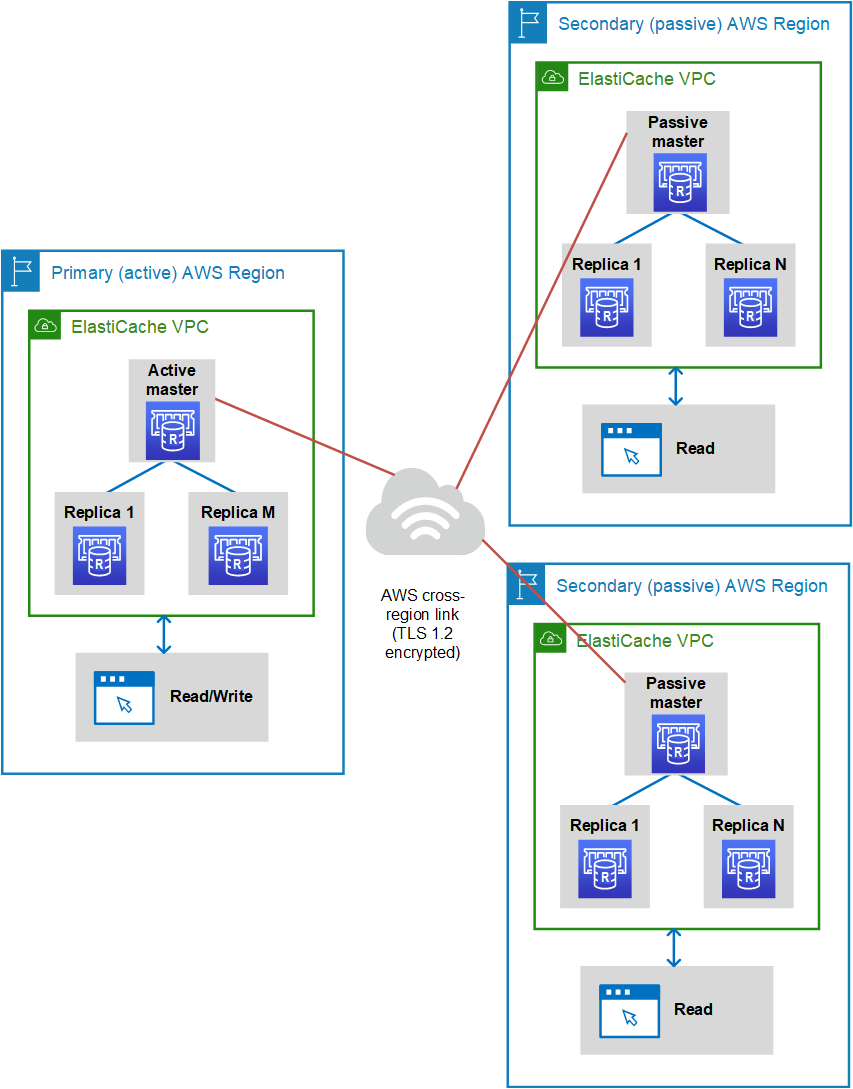 Secondary (passive) AWS Region
ElastiCache VPC
Passive
master
R
Replica 1
Replica N
R
R
Read
Primary (active) AWS Region
ElastiCache VPC
Active
master
R
Replica 1
Replica M
R
R
Read/Write
AWS cross-
region link
(TLS 1.2
encrypted)
Secondary (passive) AWS Region
ElastiCache VPC
Passive
master
R
Replica 1
Replica N
R
R
Read